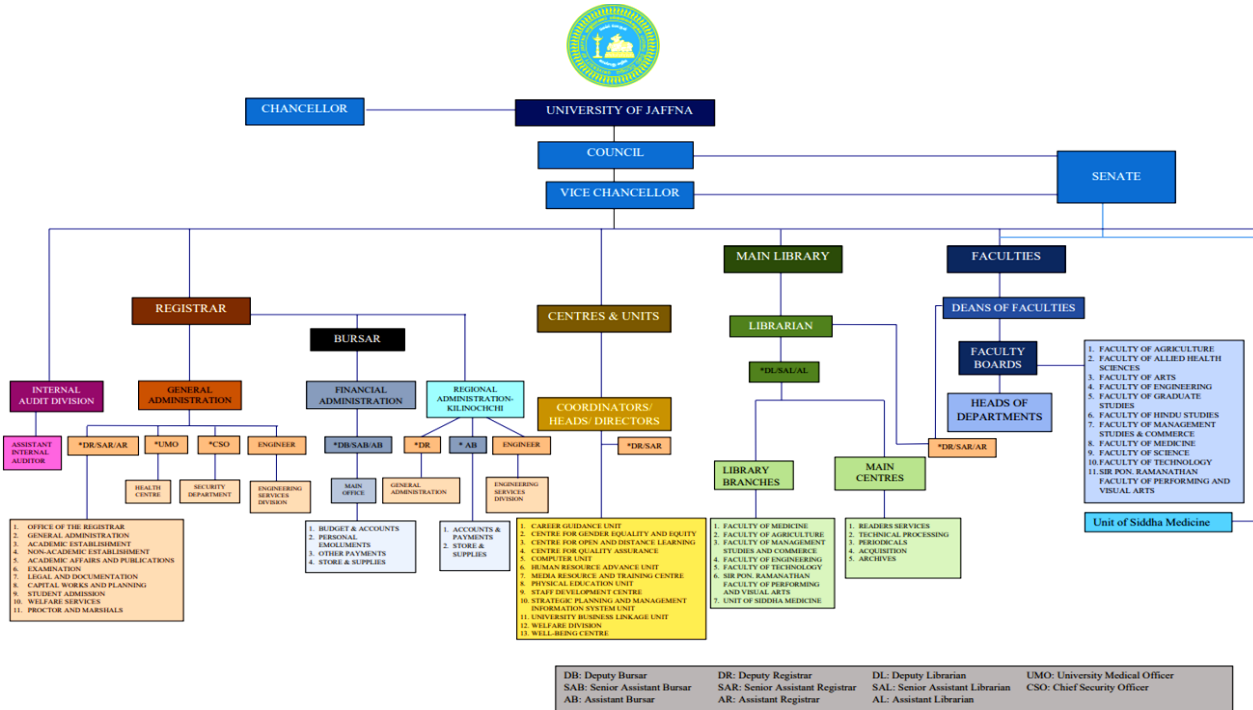 CHANCELLOR
UNIVERSITY OF JAFFNA
COUNCIL
VICE CHANCELLOR
SENATE
MAIN LIBRARY
FACULTIES
REGISTRAR
BURSAR
CENTRES & UNITS
LIBRARIAN
DEANS OF FACULTIES
FACULTY
BOARDS
HEADS OF
DEPARTMENTS
1. FACULTY OF AGRICULTURE
2. FACULTY OF ALLIED HEALTH
SCIENCES
3. FACULTY OF ARTS
4. FACULTY OF ENGINEERING
5. FACULTY OF GRADUATE
STUDIES
6. FACULTY OF HINDU STUDIES
7. FACULTY OF MANAGEMENT
STUDIES & COMMERCE
8. FACULTY OF MEDICINE
9. FACULTY OF SCIENCE
10.FACULTY OF TECHNOLOGY
11.SIR PON. RAMANATHAN
FACULTY OF PERFORMING AND
VISUAL ARTS
Unit of Siddha Medicine
INTERNAL
AUDIT DIVISION
GENERAL
ADMINISTRATION
FINANCIAL
ADMINISTRATION
REGIONAL
ADMINISTRATION-
KILINOCHCHI
COORDINATORS/
HEADS/ DIRECTORS
*DL/SAL/AL
ASSISTANT
INTERNAL
AUDITOR
*DR/SAR/AR
*UMO
*CSO
ENGINEER
*DB/SAB/AB
*DR
* AB
ENGINEER
*DR/SAR
*DR/SAR/AR
HEALTH
CENTRE
SECURITY
DEPARTMENT
ENGINEERING
SERVICES
DIVISION
MAIN
OFFICE
GENERAL
ADMINISTRATION
ENGINEERING
SERVICES
DIVISION
LIBRARY
BRANCHES
MAIN
CENTRES
1. OFFICE OF THE REGISTRAR
2. GENERAL ADMINISTRATION
3. ACADEMIC ESTABLISHMENT
4. NON-ACADEMIC ESTABLISHMENT
5. ACADEMIC AFFAIRS AND PUBLICATIONS
6. EXAMINATION
7. LEGAL AND DOCUMENTATION
8. CAPITAL WORKS AND PLANNING
9. STUDENT ADMISSION
10. WELFARE SERVICES
11. PROCTOR AND MARSHALS
1. BUDGET & ACCOUNTS
2. PERSONAL
EMOLUMENTS
3. OTHER PAYMENTS
4. STORE & SUPPLIES
1. ACCOUNTS &
PAYMENTS
2. STORE &
SUPPLIES
1. CAREER GUIDANCE UNIT
2. CENTRE FOR GENDER EQUALITY AND EQUITY
3. CENTRE FOR OPEN AND DISTANCE LEARNING
4. CENTRE FOR QUALITY ASSURANCE
5. COMPUTER UNIT
6. HUMAN RESOURCE ADVANCE UNIT
7. MEDIA RESOURCE AND TRAINING CENTRE
8. PHYSICAL EDUCATION UNIT
9. STAFF DEVELOPMENT CENTRE
10. STRATEGIC PLANNING AND MANAGEMENT
INFORMATION SYSTEM UNIT
11. UNIVERSITY BUSINESS LINKAGE UNIT
12. WELFARE DIVISION
13. WELL-BEING CENTRE
1. FACULTY OF MEDICINE
2. FACULTY OF AGRICULTURE
3. FACULTY OF MANAGEMENT
STUDIES AND COMMERCE
4. FACULTY OF ENGINEERING
5. FACULTY OF TECHNOLOGY
6. SIR PON. RAMANATHAN
FACULTY OF PERFORMING
AND VISUAL ARTS
7. UNIT OF SIDDHA MEDICINE
1. READERS SERVICES
2. TECHNICAL PROCESSING
3. PERIODICALS
4. ACQUISITION
5. ARCHIVES
DB: Deputy Bursar DR: Deputy Registrar DL: Deputy Librarian UMO: University Medical Officer
SAB: Senior Assistant Bursar SAR: Senior Assistant Registrar SAL: Senior Assistant Librarian CSO: Chief Security Officer
AB: Assistant Bursar AR: Assistant Registrar AL: Assistant Librarian